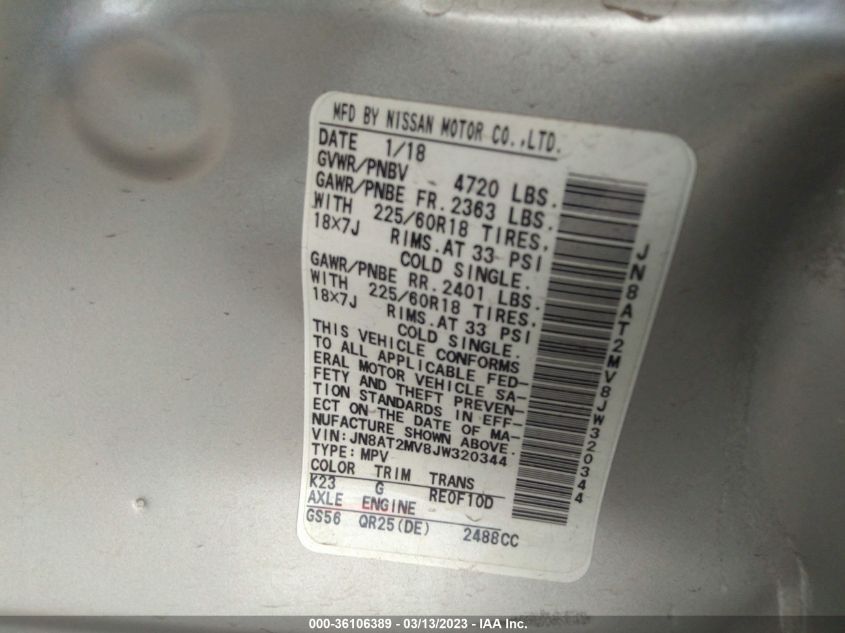 MFD BY NISSAN MOTOR CO.,LTD.
DATE 1/18
GVWR/PNBV 4720 LBS.
GAWR/PNBE FR. 2363 LBS.
WITH 225/60R18 TIRES,
18X7J RIMS.AT 33 PSI
COLD SINGLE.
GAWR/PNBE RR. 2401 LBS.
WITH 225/60R18 TIRES,
18X7J RIMS.AT 33 PSI
COLD SINGLE.
THIS VEHICLE CONFORMS
TO ALL APPLICABLE FED-
ERAL MOTOR VEHICLE SA-
FETY AND THEFT PREVEN-
TION STANDARDS IN EFF-
ECT ON THE DATE OF MA-
NUFACTURE SHOWN ABOVE.
VIN:JN8AT2MV8JW320344
TYPE:MPV
COLOR TRIM TRANS
K23 G RE0F10D
AXLE ENGINE
GS56 QR25(DE) 2488CC
JN8AT2MV8JW320344
000-36106389 - 03/13/2023 - IAA Inc.